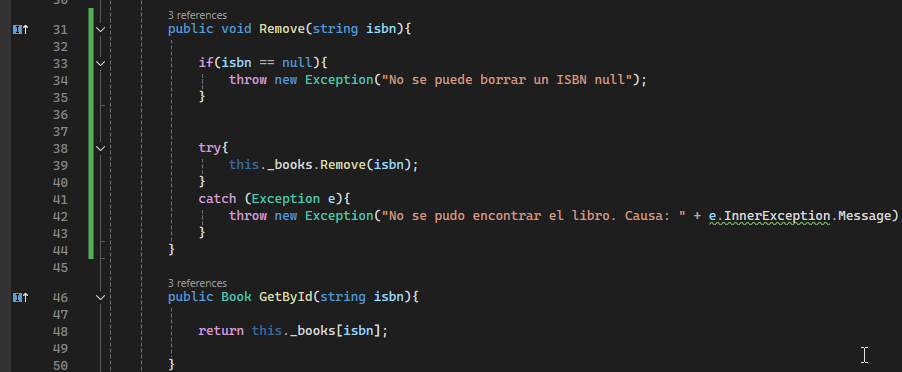 30
3 references
31 public void Remove(string isbn){
32
33 if(isbn == null){
34 throw new Exception("No se puede borrar un ISBN null");
35 }
36
37
38 try{
39 this._books.Remove(isbn);
40 }
41 catch (Exception e){
42 throw new Exception("No se pudo encontrar el libro. Causa: " + e.InnerException.Message)
43 }
44 }
45
3 references
46 public Book GetById(string isbn){
47
48 return this._books[isbn];
49
50 }